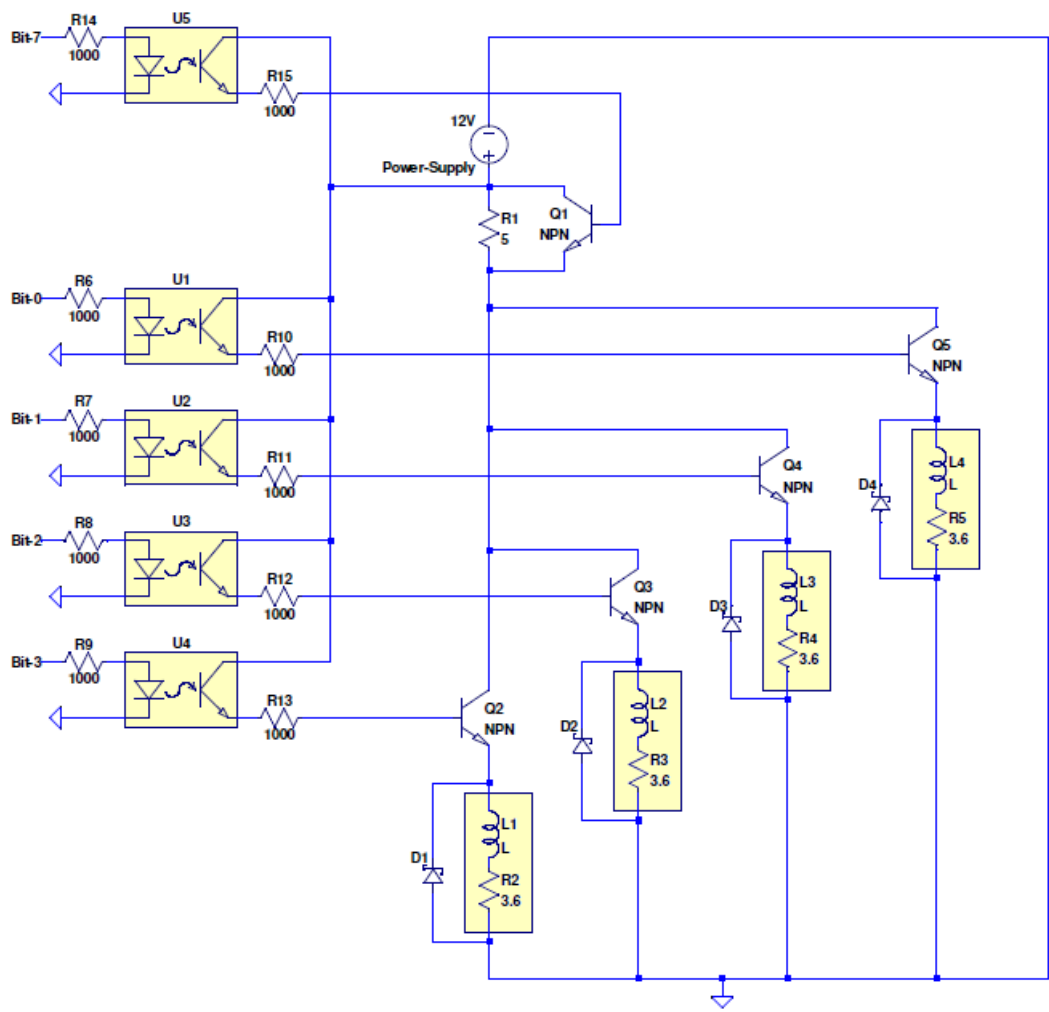 R14
U5
Bit-7
1000
R15
1000
12V
Power-Supply
R1
5
Q1
NPN
R6
U1
Bit-0
1000
R10
1000
Q5
NPN
R7
U2
Bit-1
1000
R11
1000
Q4
NPN
L4
L
D4
R5
3.6
R8
U3
Bit-2
1000
R12
1000
Q3
NPN
L3
L
D3
R4
3.6
R9
U4
Bit-3
1000
R13
1000
Q2
NPN
L2
L
D2
R3
3.6
L1
L
D1
R2
3.6